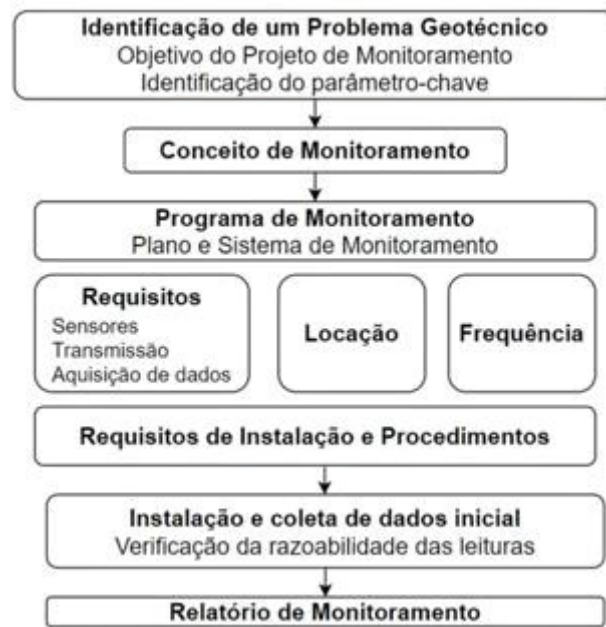 Identificação de um Problema Geotécnico
Objetivo do Projeto de Monitoramento
Identificação do parâmetro-chave
Conceito de Monitoramento
Programa de Monitoramento
Plano e Sistema de Monitoramento
Requisitos
Sensores
Transmissão
Aquisição de dados
Locação
Frequência
Requisitos de Instalação e Procedimentos
Instalação e coleta de dados inicial
Verificação da razoabilidade das leituras
Relatório de Monitoramento